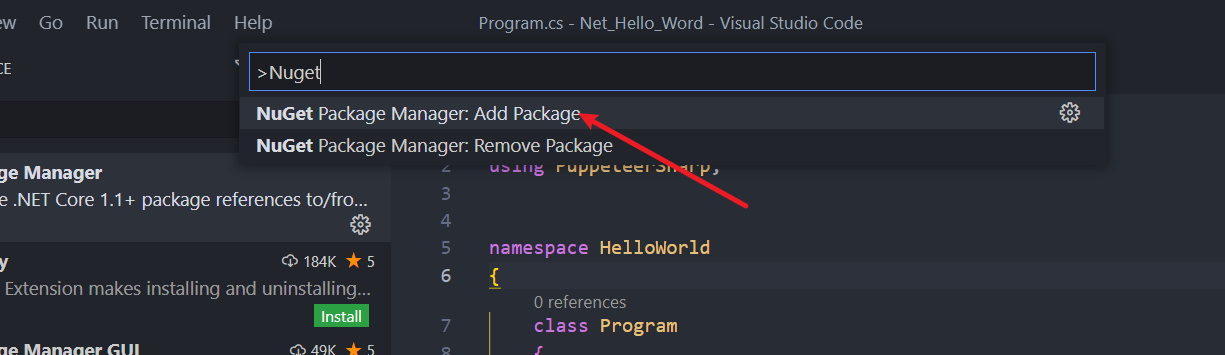 Go Run Terminal Help Program.cs - Net_Hello_Word - Visual Studio Code
>Nuget
NuGet Package Manager: Add Package
NuGet Package Manager: Remove Package
2 using PuppeteerSharp;
ge Manager
.NET Core 1.1+ package references to/fro...
3
4
5 namespace HelloWorld
184K 5
6 {
Extension makes installing and uninstalling...
0 references
Install
7 class Program
ge Manager GUI 49K 5
8 {